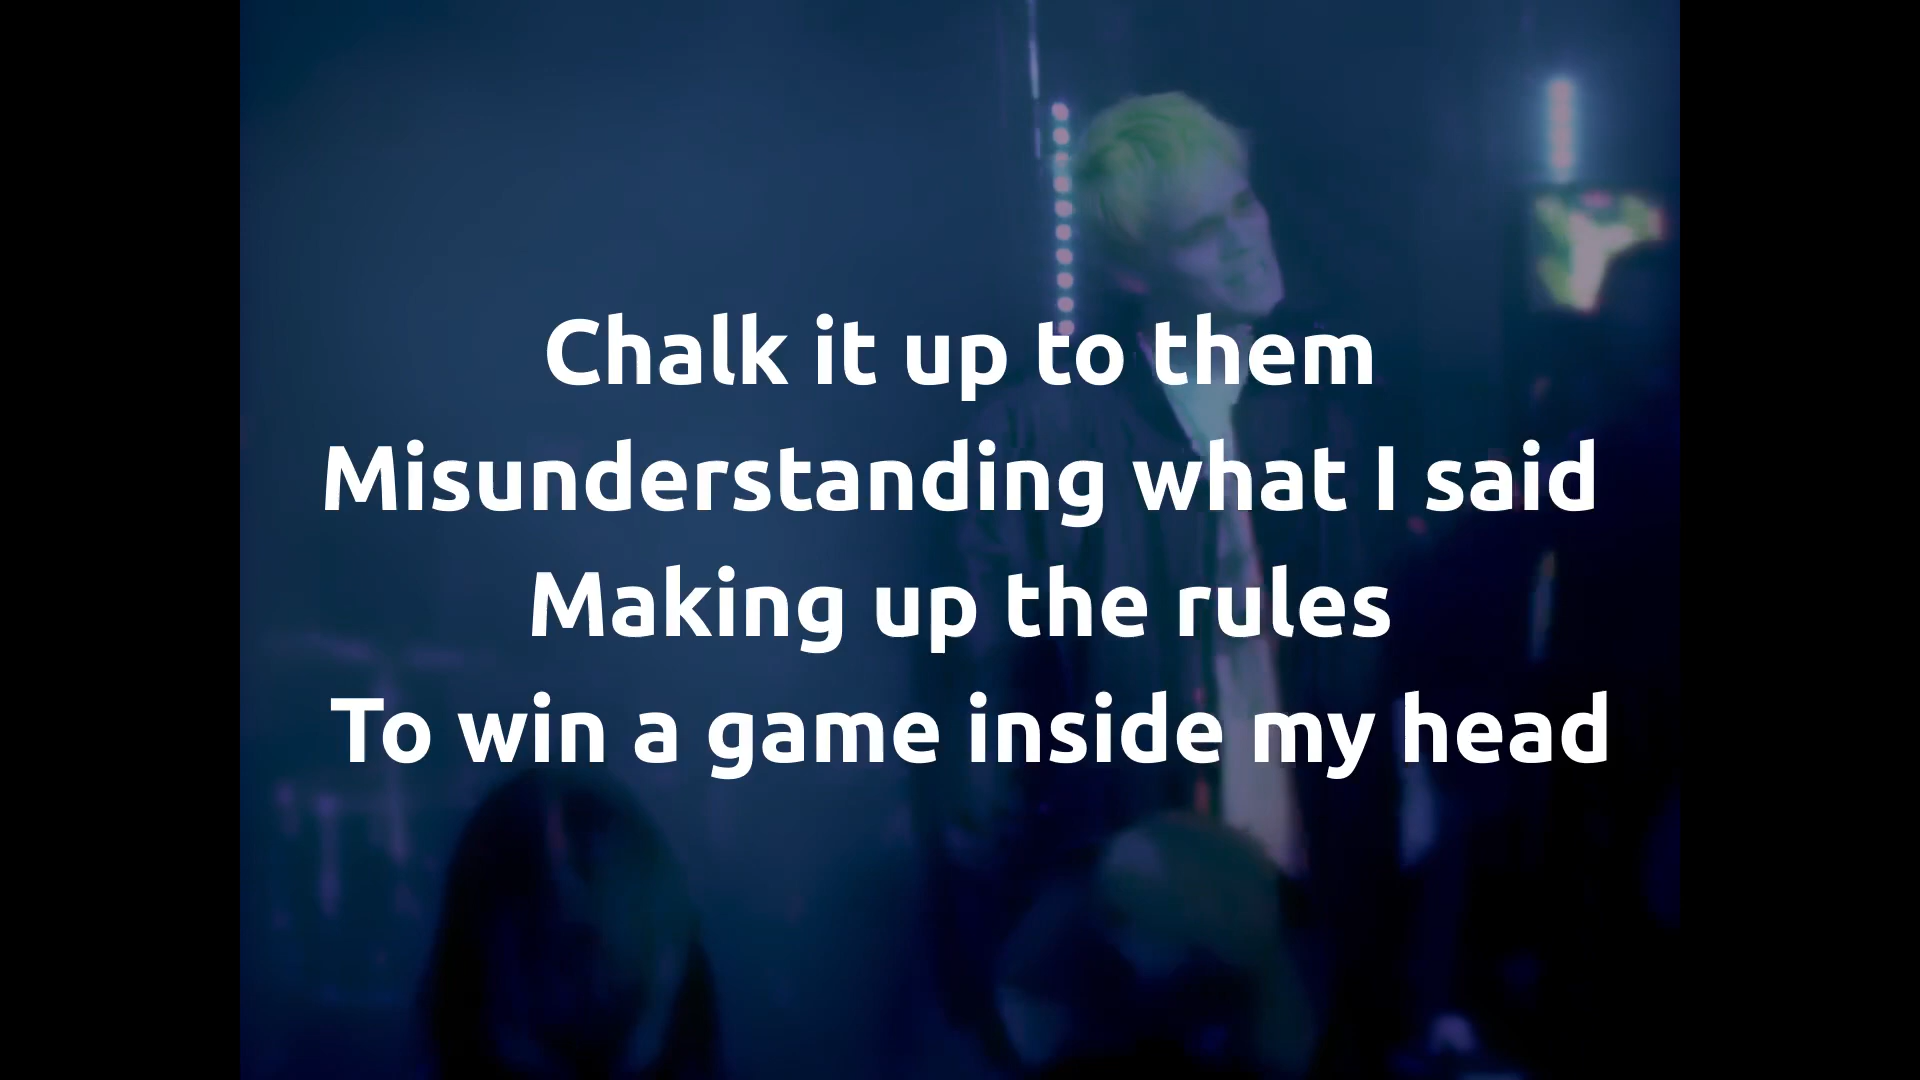 Chalk it up to them
Misunderstanding what I said
Making up the rules
To win a game inside my head